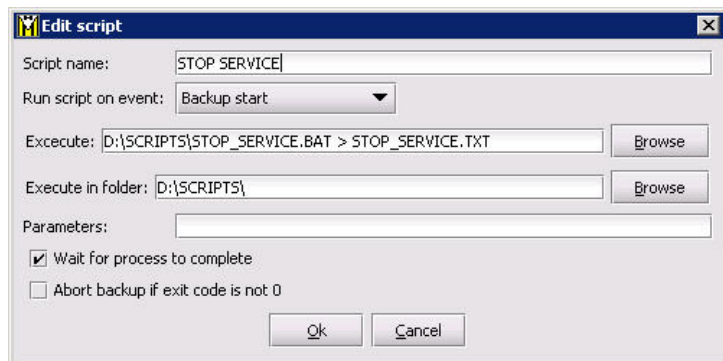 Edit script
Script name: STOP SERVICE
Run script on event: Backup start
Excecute: D:\SCRIPTS\STOP_SERVICE.BAT > STOP_SERVICE.TXT Browse
Execute in folder: D:\SCRIPTS\ Browse
Parameters:
Wait for process to complete
Abort backup if exit code is not 0
Ok Cancel